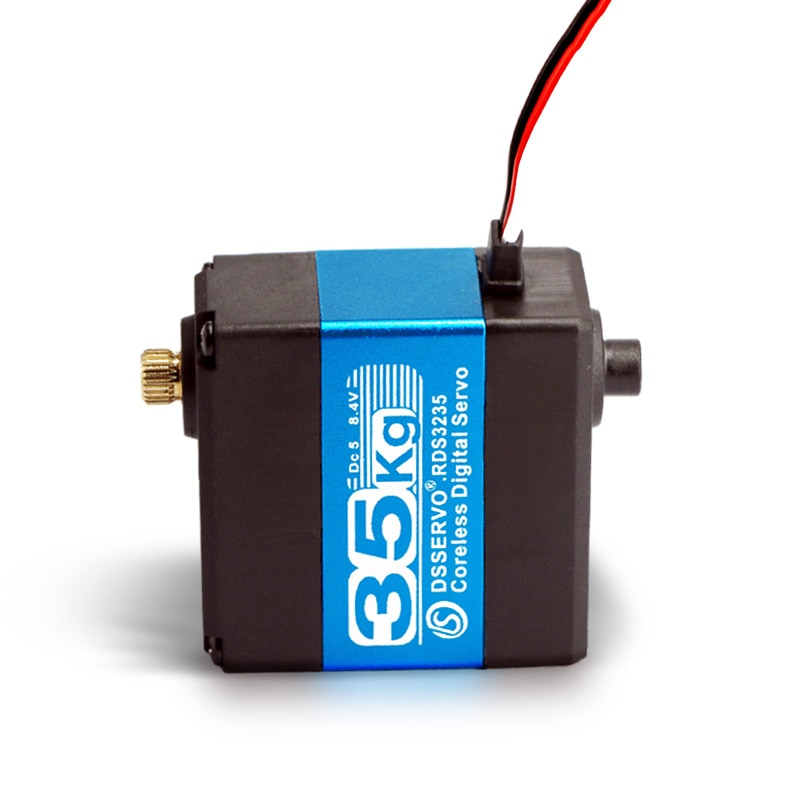 Dc 5 8.4V
35Kg
DSSERVO®.RDS3235
Coreless Digital Servo